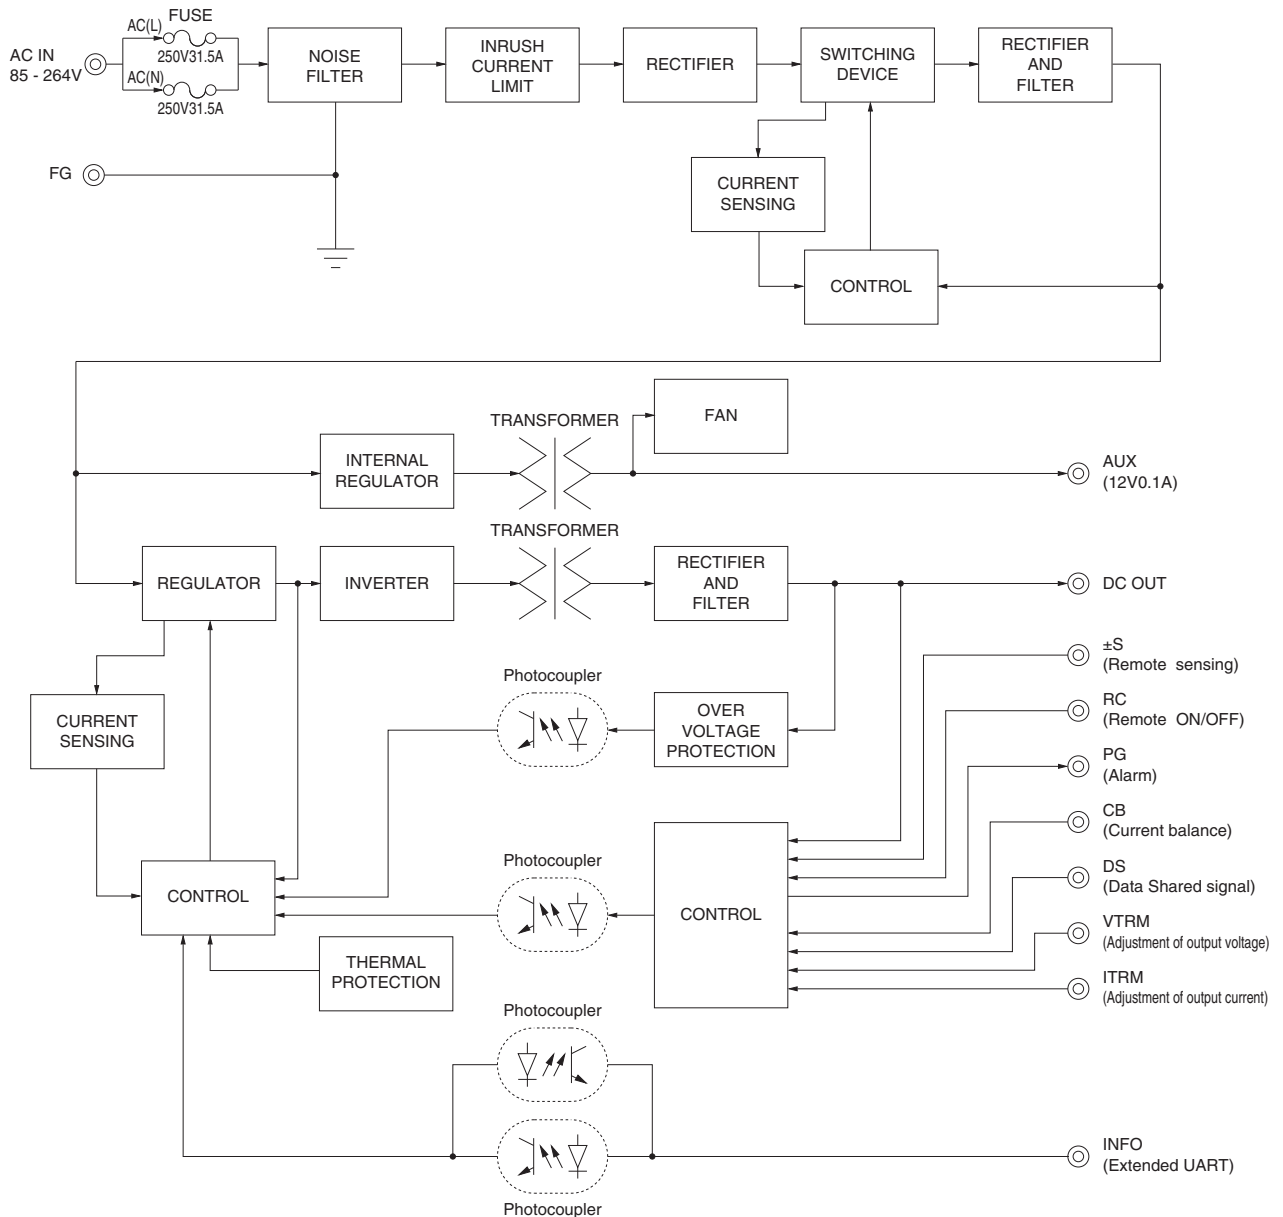 FUSE
AC(L)
250V31.5A
AC IN
85 - 264V
AC(N)
250V31.5A
NOISE
FILTER
INRUSH
CURRENT
LIMIT
RECTIFIER
SWITCHING
DEVICE
RECTIFIER
AND
FILTER
FG
CURRENT
SENSING
CONTROL
FAN
TRANSFORMER
INTERNAL
REGULATOR
AUX
(12V0.1A)
TRANSFORMER
REGULATOR
INVERTER
RECTIFIER
AND
FILTER
DC OUT
±S
(Remote sensing)
Photocoupler
RC
(Remote ON/OFF)
CURRENT
SENSING
OVER
VOLTAGE
PROTECTION
PG
(Alarm)
CB
(Current balance)
Photocoupler
DS
(Data Shared signal)
CONTROL
CONTROL
VTRM
(Adjustment of output voltage)
THERMAL
PROTECTION
ITRM
(Adjustment of output current)
Photocoupler
INFO
(Extended UART)
Photocoupler